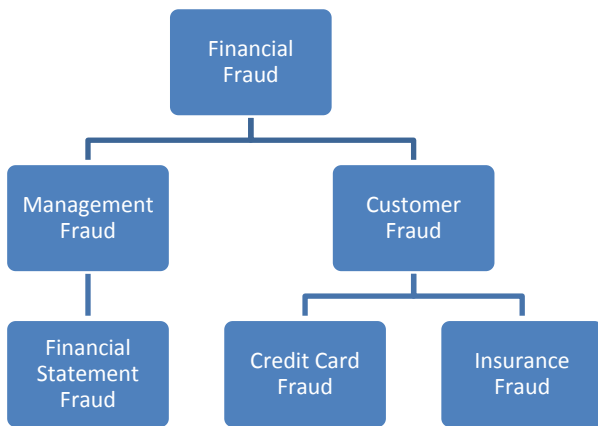 Financial
Fraud
Management
Fraud
Customer
Fraud
Financial
Statement
Fraud
Credit Card
Fraud
Insurance
Fraud